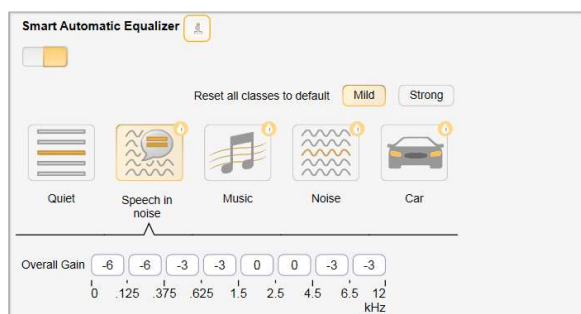 Smart Automatic Equalizer
Reset all classes to default Mild Strong
Quiet Speech in noise Music Noise Car
Overall Gain -6 -6 -3 -3 0 0 -3 -3
0 .125 .375 .625 1.5 2.5 4.5 6.5 12
kHz